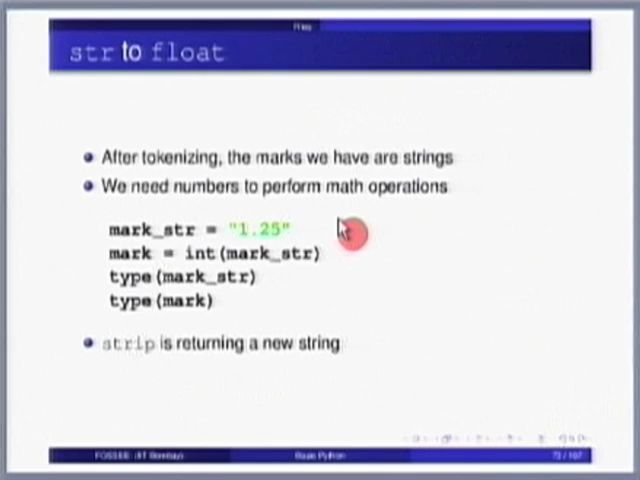 Files
str to float
After tokenizing, the marks we have are strings
We need numbers to perform math operations
mark_str = "1.25"
mark = int(mark_str)
type(mark_str)
type(mark)
strip is returning a new string
FOSSEE (IIT Bombay) Basic Python 72 / 107